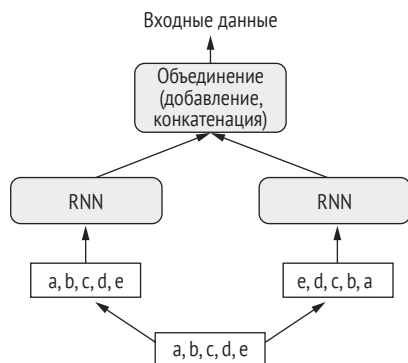 Входные данные
Объединение
(добавление,
конкатенация)
RNN
RNN
a, b, c, d, e
e, d, c, b, a
a, b, c, d, e